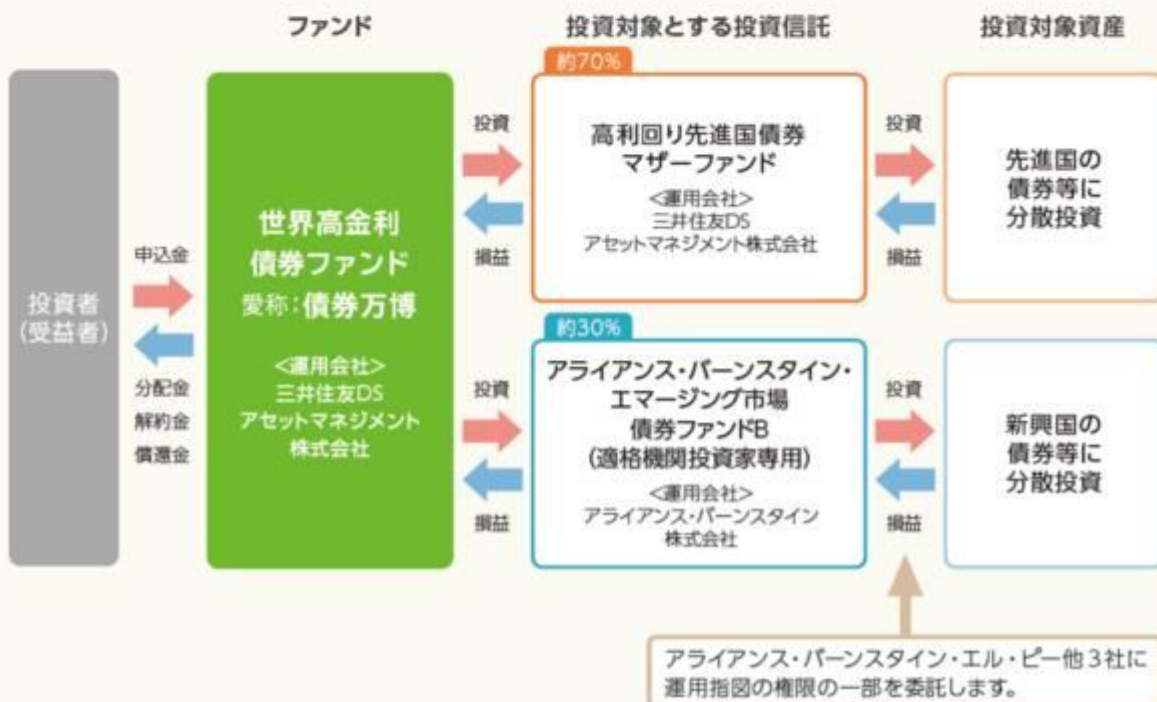 ファンド
投資対象とする投資信託
投資対象資産
投資者
(受益者)
申込金
分配金
解約金
償還金
世界高金利
債券ファンド
愛称:債券万博
<運用会社>
三井住友DS
アセットマネジメント
株式会社
投資
損益
約70%
高利回り先進国債券
マザーファンド
<運用会社>
三井住友DS
アセットマネジメント株式会社
投資
損益
先進国の
債券等に
分散投資
投資
損益
約30%
アライアンス・バーンスタイン・
エマージング市場
債券ファンドB
(適格機関投資家専用)
<運用会社>
アライアンス・バーンスタイン
株式会社
投資
損益
新興国の
債券等に
分散投資
アライアンス・バーンスタイン・エル・ピー他3社に
運用指図の権限の一部を委託します。